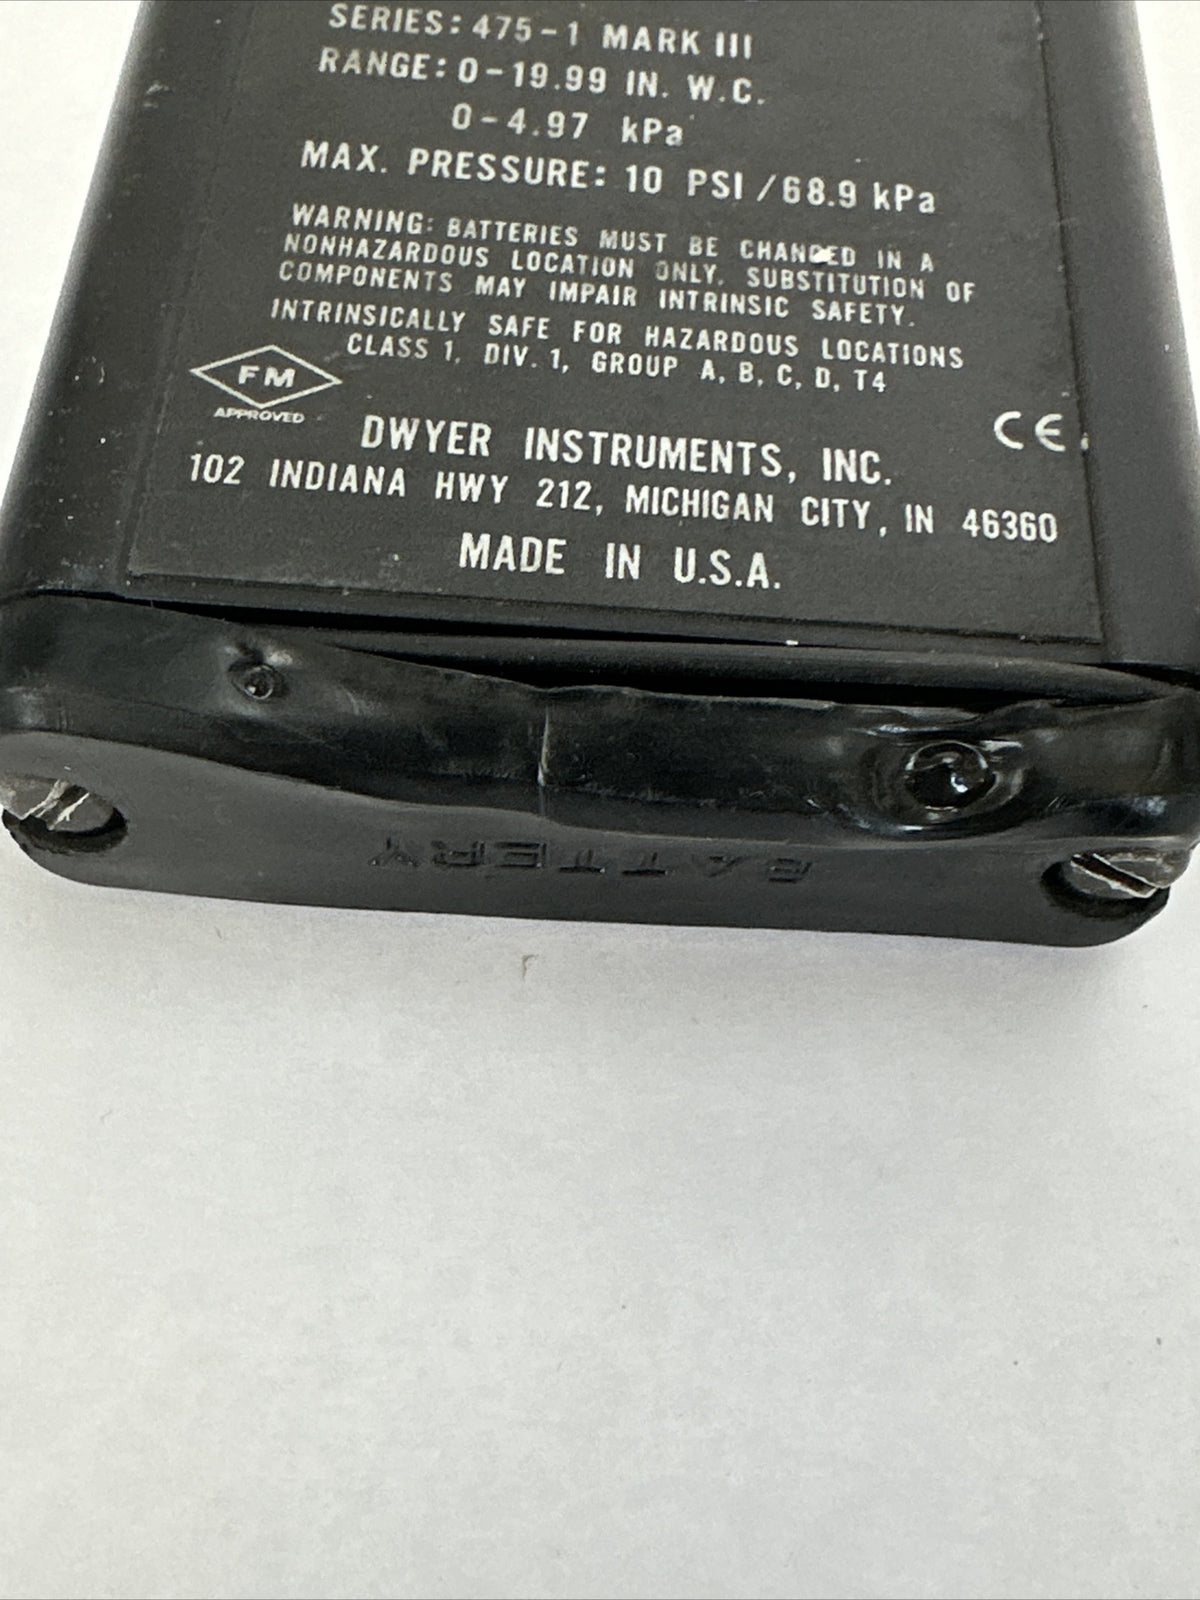 SERIES: 475-1 MARK III
RANGE: 0-19.99 IN. W.C.
0-4.97 kPa
MAX. PRESSURE: 10 PSI /68.9 kPa
WARNING: BATTERIES MUST BE CHANGED IN A
NONHAZARDOUS LOCATION ONLY. SUBSTITUTION OF
COMPONENTS MAY IMPAIR INTRINSIC SAFETY.
INTRINSICALLY SAFE FOR HAZARDOUS LOCATIONS
CLASS 1, DIV. 1, GROUP A, B, C, D, T4
FM
APPROVED
CE
DWYER INSTRUMENTS, INC.
102 INDIANA HWY 212, MICHIGAN CITY, IN 46360
MADE IN U.S.A.
BATTERY